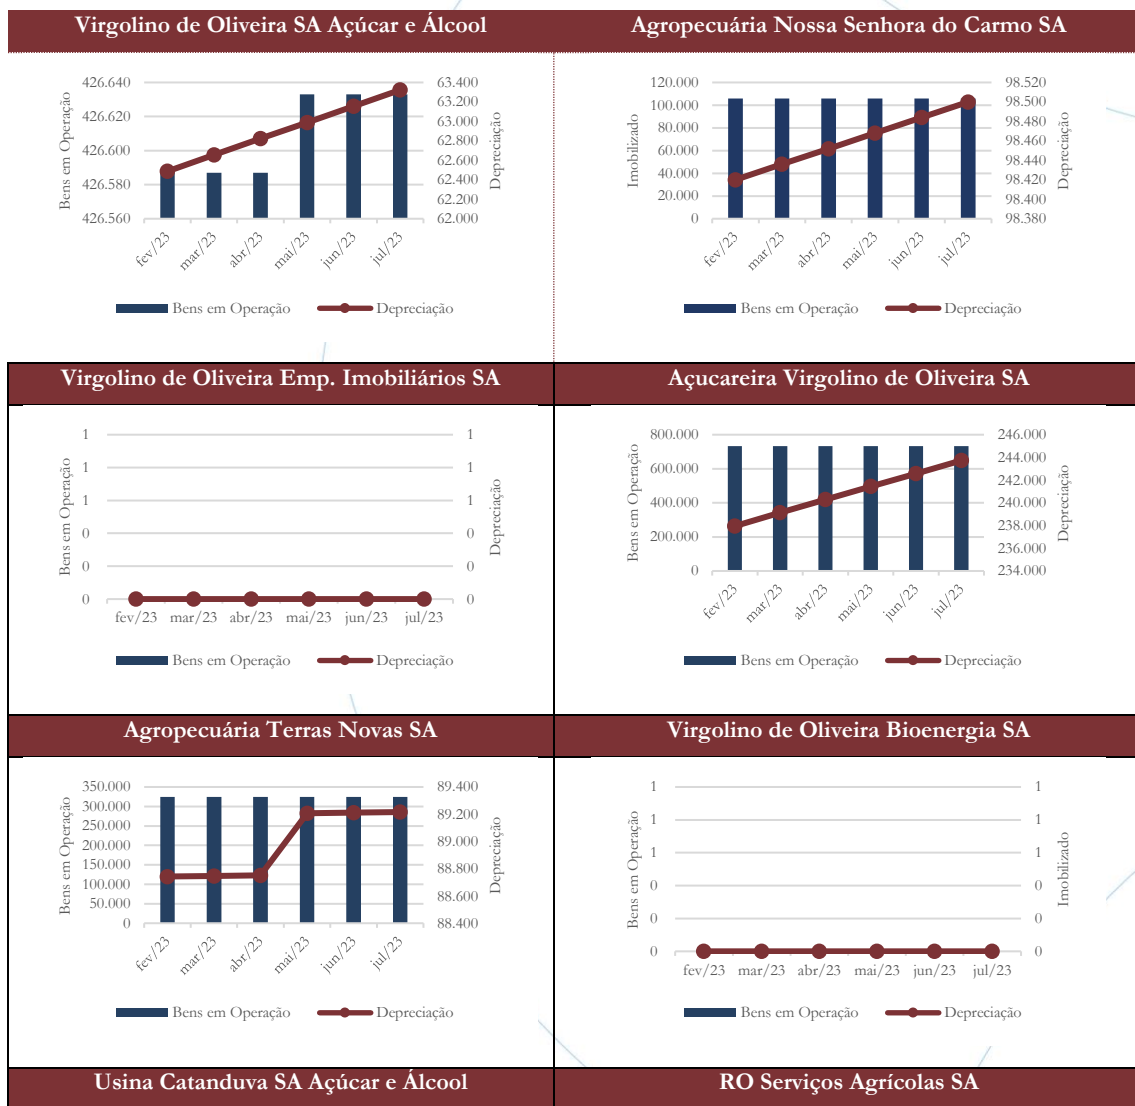 Virgolino de Oliveira SA Açúcar e Álcool
Bens em Operação
426.640
426.620
426.600
426.580
426.560
63.400
63.200
63.000
62.800
62.600
62.400
62.200
62.000
Depreciação
fev/23 mar/23 abr/23 mai/23 jun/23 jul/23
Bens em Operação Depreciação
Agropecuária Nossa Senhora do Carmo SA
Imobilizado
120.000
100.000
80.000
60.000
40.000
20.000
0
98.520
98.500
98.480
98.460
98.440
98.420
98.400
98.380
Depreciação
fev/23 mar/23 abr/23 mai/23 jun/23 jul/23
Bens em Operação Depreciação
Virgolino de Oliveira Emp. Imobiliários SA
Bens em Operação
1
1
1
0
0
0
1
1
1
0
0
0
Depreciação
fev/23 mar/23 abr/23 mai/23 jun/23 jul/23
Bens em Operação Depreciação
Açucareira Virgolino de Oliveira SA
Bens em Operação
800.000
600.000
400.000
200.000
0
246.000
244.000
242.000
240.000
238.000
236.000
234.000
Depreciação
fev/23 mar/23 abr/23 mai/23 jun/23 jul/23
Bens em Operação Depreciação
Agropecuária Terras Novas SA
Bens em Operação
350.000
300.000
250.000
200.000
150.000
100.000
50.000
0
89.400
89.200
89.000
88.800
88.600
88.400
Depreciação
fev/23 mar/23 abr/23 mai/23 jun/23 jul/23
Bens em Operação Depreciação
Virgolino de Oliveira Bioenergia SA
Bens em Operação
1
1
1
0
0
0
1
1
1
0
0
0
Imobilizado
fev/23 mar/23 abr/23 mai/23 jun/23 jul/23
Bens em Operação Depreciação
Usina Catanduva SA Açúcar e Álcool
RO Serviços Agrícolas SA